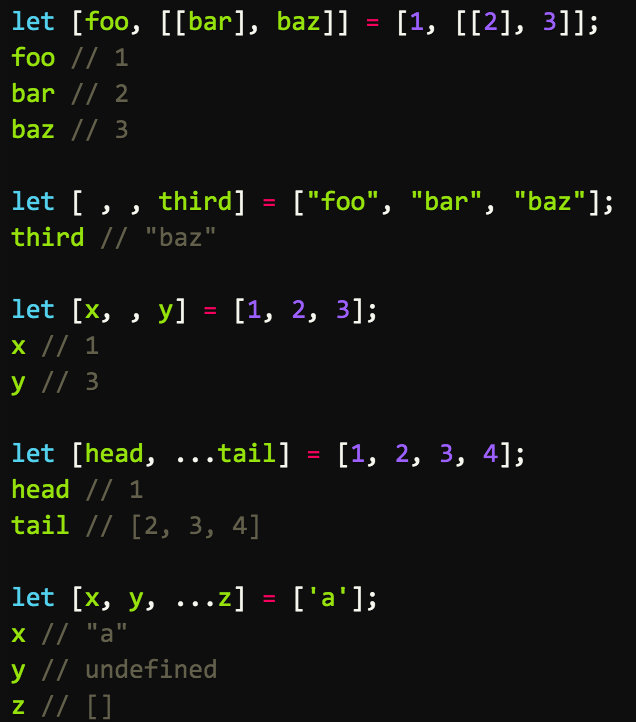 let [foo, [[bar], baz]] = [1, [[2], 3]];
foo // 1
bar // 2
baz // 3
let [ , , third] = ["foo", "bar", "baz"];
third // "baz"
let [x, , y] = [1, 2, 3];
x // 1
y // 3
let [head, ...tail] = [1, 2, 3, 4];
head // 1
tail // [2, 3, 4]
let [x, y, ...z] = ['a'];
x // "a"
y // undefined
z // []